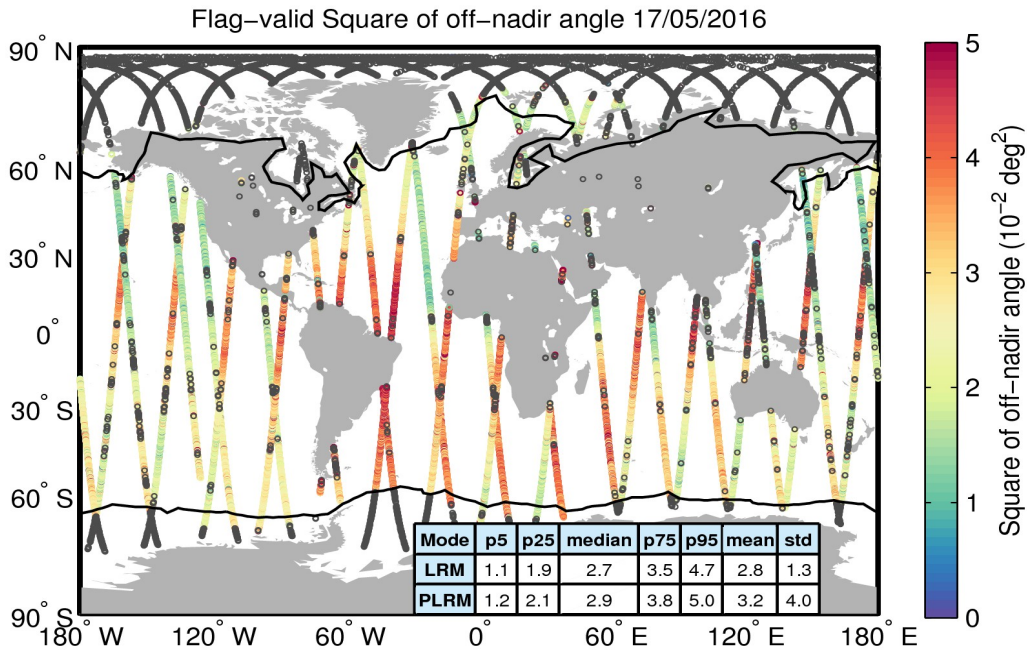 Flag−valid Square of off−nadir angle 17/05/2016
90° N
60° N
30° N
0°
30° S
60° S
90° S
180° W
120° W
60° W
0°
60° E
120° E
180° E
Mode p5 p25 median p75 p95 mean std
LRM 1.1 1.9 2.7 3.5 4.7 2.8 1.3
PLRM 1.2 2.1 2.9 3.8 5.0 3.2 4.0
5
4
3
2
1
0
Square of off−nadir angle (10⁻² deg²)